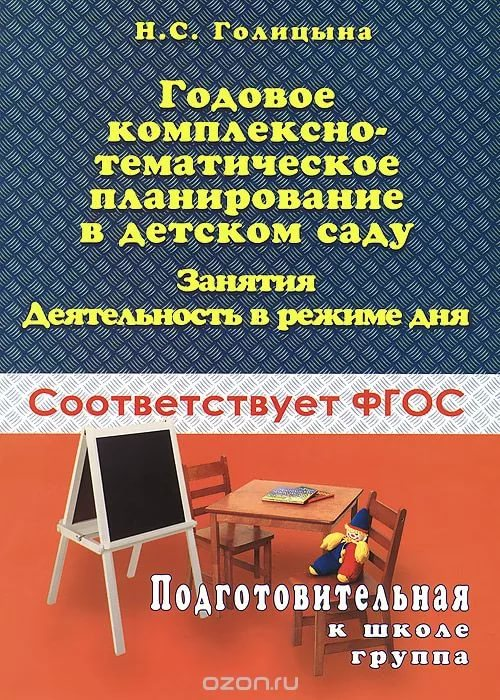 Н.С. Голицына
Годовое
комплексно-
тематическое
планирование
в детском саду
Занятия
Деятельность в режиме дня
Соответствует ФГОС
Подготовительная
к школе
группа
ozon.ru